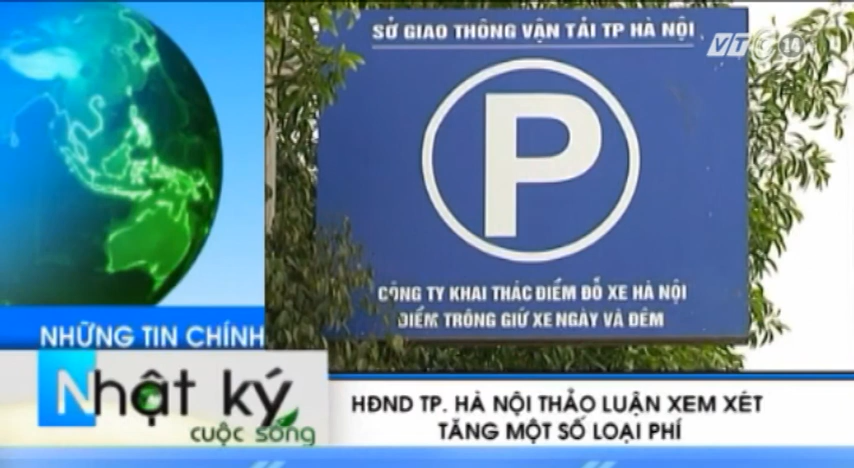 SỞ GIAO THÔNG VẬN TẢI TP HÀ NỘI
VTC14
P
CÔNG TY KHAI THÁC ĐIỂM ĐỖ XE HÀ NỘI
ĐIỂM TRÔNG GIỮ XE NGÀY VÀ ĐÊM
NHỮNG TIN CHÍNH
Nhật ký
cuộc sống
HĐND TP. HÀ NỘI THẢO LUẬN XEM XÉT
TĂNG MỘT SỐ LOẠI PHÍ